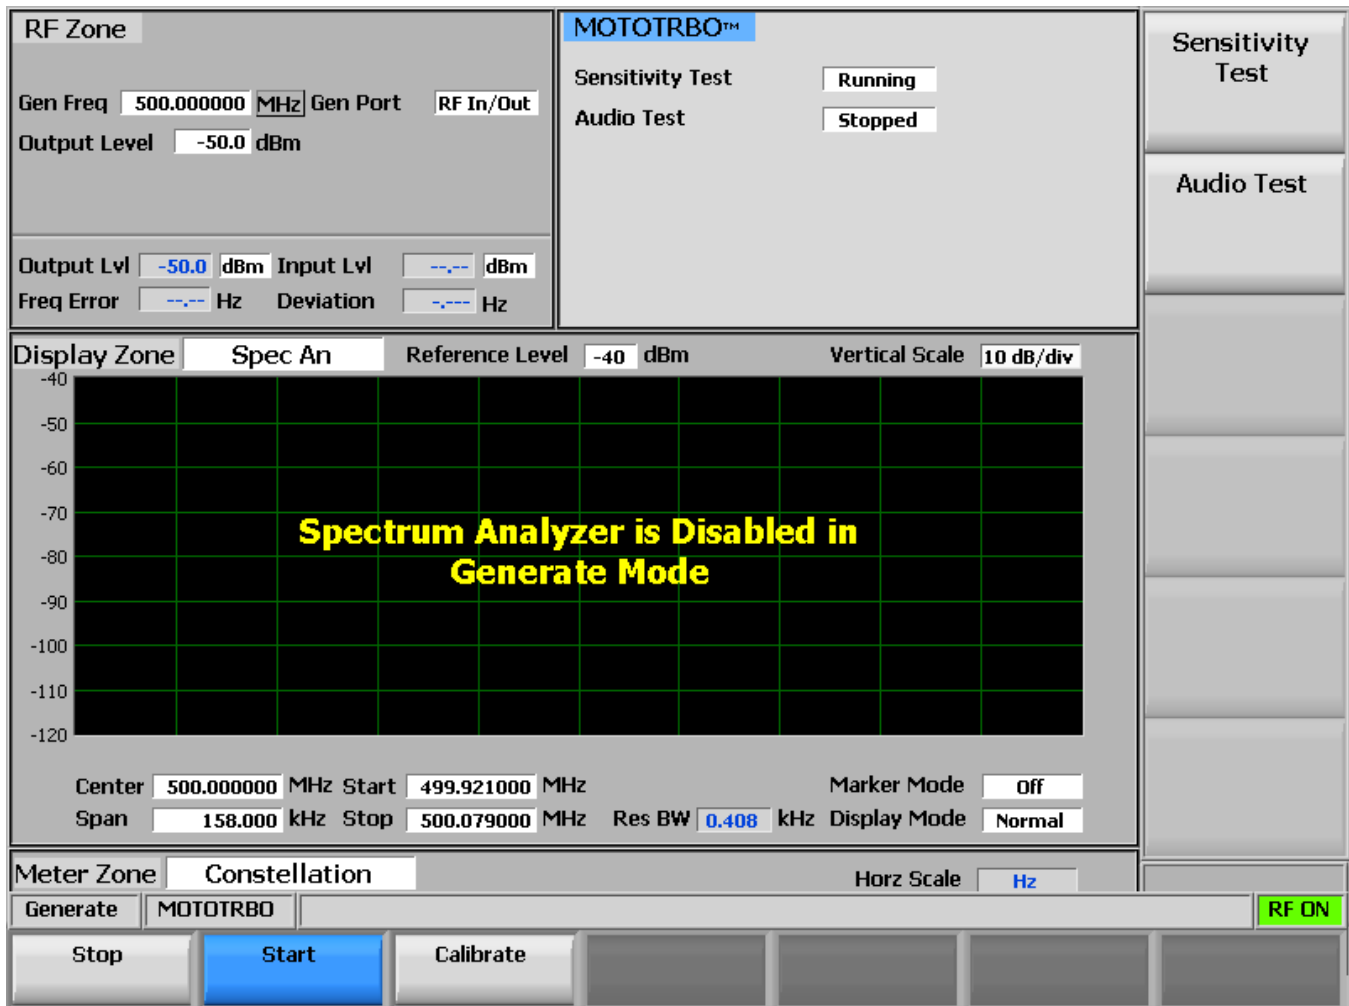 RF Zone
Gen Freq 500.000000 MHz Gen Port RF In/Out
Output Level -50.0 dBm
Output Lvl -50.0 dBm Input Lvl --.-- dBm
Freq Error --.-- Hz Deviation -.--- Hz
MOTOTRBO™
Sensitivity Test Running
Audio Test Stopped
Sensitivity
Test
Audio Test
Display Zone Spec An Reference Level -40 dBm Vertical Scale 10 dB/div
-40
-50
-60
-70
-80
-90
-100
-110
-120
Spectrum Analyzer is Disabled in
Generate Mode
Center 500.000000 MHz Start 499.921000 MHz Marker Mode Off
Span 158.000 kHz Stop 500.079000 MHz Res BW 0.408 kHz Display Mode Normal
Meter Zone Constellation Horz Scale Hz
Generate MOTOTRBO RF ON
Stop Start Calibrate